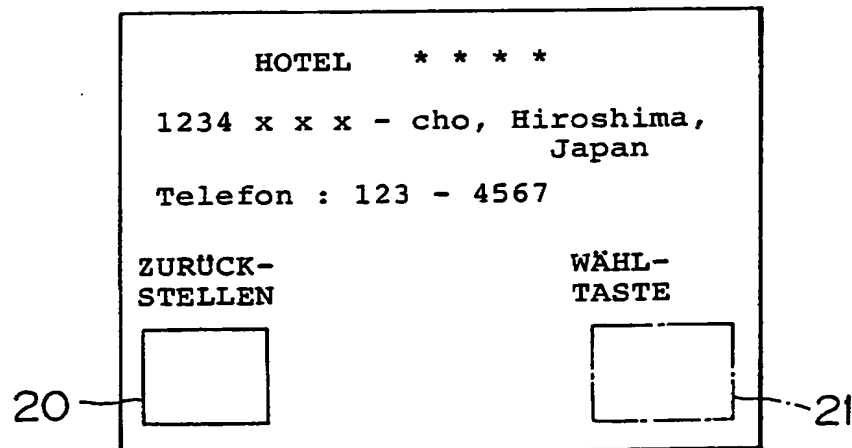 HOTEL * * * *
1234 x x x - cho, Hiroshima,
Japan
Telefon : 123 - 4567
ZURÜCK- WÄHL-
STELLEN TASTE
20 21